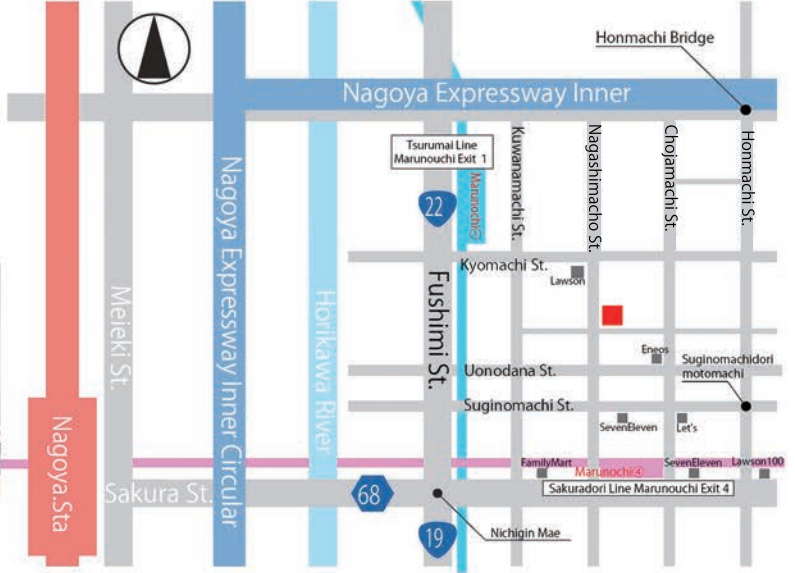 Honmachi Bridge
Nagoya Expressway Inner
Tsurumai Line
Marunouchi Exit 1
Kuwanamachi St.
Nagashimacho St.
Chojamachi St.
Honmachi St.
Marunochi②
22
Nagoya Expressway Inner Circular
Meieki St.
Horikawa River
Fushimi St.
Kyomachi St.
Lawson
Eneos
Suginomachidori
motomachi
Uonodana St.
Suginomachi St.
SevenEleven
Let's
Nagoya.Sta
FamilyMart
Marunochi④
SevenEleven
Lawson100
Sakura St.
68
Sakuradori Line Marunouchi Exit 4
19
Nichigin Mae